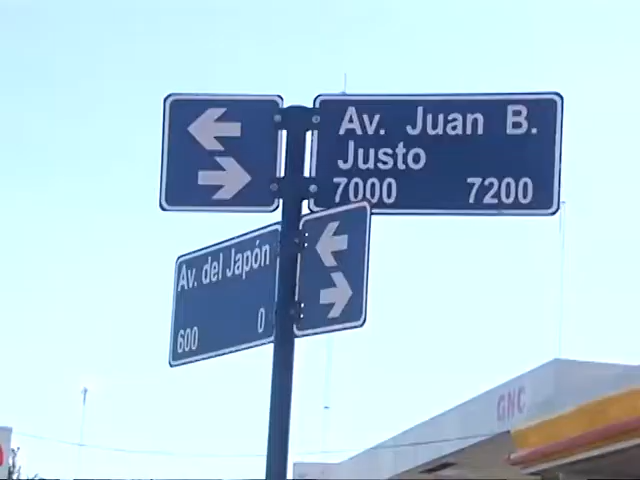 Av. Juan B.
Justo
7000 7200
Av. del Japón
600 0
GNC